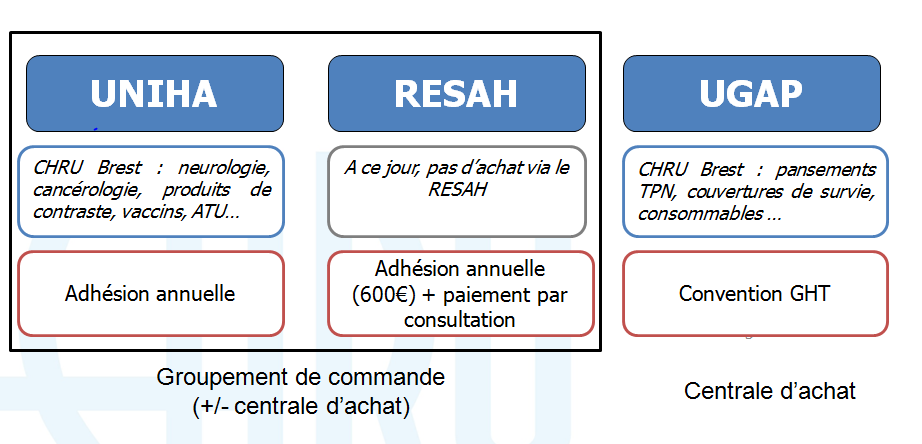 UNIHA
RESAH
UGAP
CHRU Brest : neurologie,
cancérologie, produits de
contraste, vaccins, ATU…
A ce jour, pas d’achat via le
RESAH
CHRU Brest : pansements
TPN, couvertures de survie,
consommables …
Adhésion annuelle
Adhésion annuelle
(600€) + paiement par
consultation
Convention GHT
Groupement de commande
(+/- centrale d’achat)
Centrale d’achat